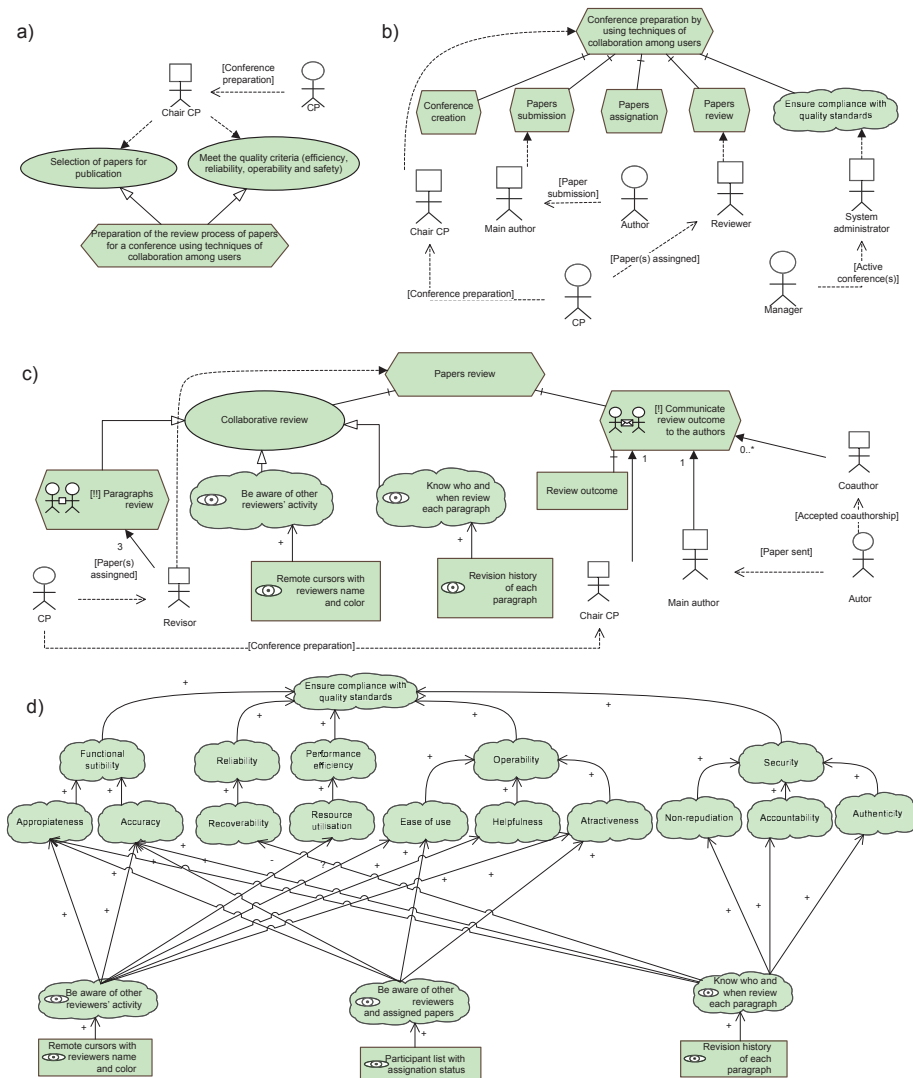 a)
[Conference
preparation]
Chair CP
CP
Selection of papers for
publication
Meet the quality criteria (efficiency,
reliability, operability and safety)
Preparation of the review process of papers
for a conference using techniques of
collaboration among users
b)
Conference preparation by
using techniques of
collaboration among users
Conference
creation
Papers
submission
Papers
assignation
Papers
review
Ensure compliance with
quality standards
[Paper
submission]
Chair CP
Main author
Author
Reviewer
System
administrator
[Paper(s) assingned]
[Active
conference(s)]
[Conference preparation]
CP
Manager
c)
Papers review
Collaborative review
[!] Communicate
review outcome
to the authors
0..*
1
1
Coauthor
[!!] Paragraphs
review
Be aware of other
reviewers' activity
Know who and
when review
each paragraph
Review outcome
[Accepted coauthorship]
3
+
+
[Paper(s)
assingned]
[Paper sent]
CP
Revisor
Remote cursors with
reviewers name
and color
Revision history
of each
paragraph
Chair CP
Main author
Autor
[Conference preparation]
d)
Ensure compliance with
quality standards
+
+
+
+
+
Functional
sutibility
Reliability
Performance
efficiency
Operability
Security
+
+
+
+
+
+
+
+
+
+
Appropiateness
Accuracy
Recoverability
Resource
utilisation
Ease of use
Helpfulness
Atractiveness
Non-repudiation
Accountability
Authenticity
+
+
+
+
-
?
+
+
+
+
+
+
+
+
+
+
+
Be aware of other
reviewers' activity
Be aware of other
reviewers
and assigned papers
Know who and
when review
each paragraph
+
+
+
Remote cursors with
reviewers name
and color
Participant list with
assignation status
Revision history
of each
paragraph